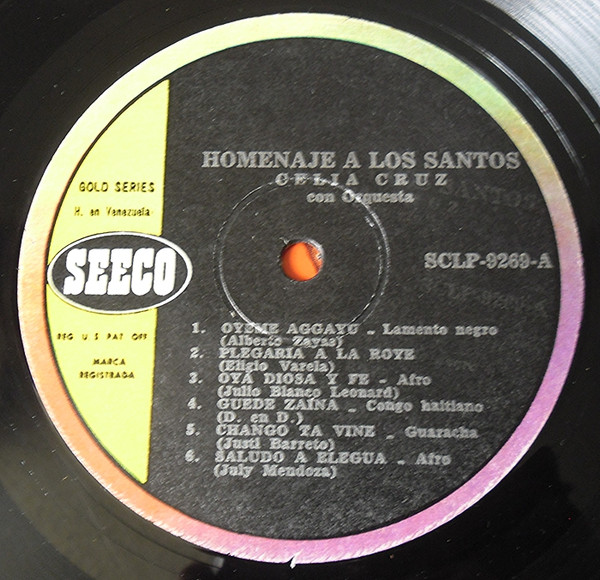 HOMENAJE A LOS SANTOS
CELIA CRUZ
con Orquesta
GOLD SERIES
H. en Venezuela
SEECO
REG U S PAT OFF
MARCA
REGISTRADA
SCLP-9269-A
1. OYEME AGGAYU - Lamento negro
(Alberto Zayas)
2. PLEGARIA A LA ROYE
(Eligio Varela)
3. OYA DIOSA Y FE - Afro
(Julio Blanco Leonard)
4. GUEDE ZAINA - Congo haitiano
(D. en D.)
5. CHANGO TA VINE - Guaracha
(Justi Barreto)
6. SALUDO A ELEGUA - Afro
(July Mendoza)